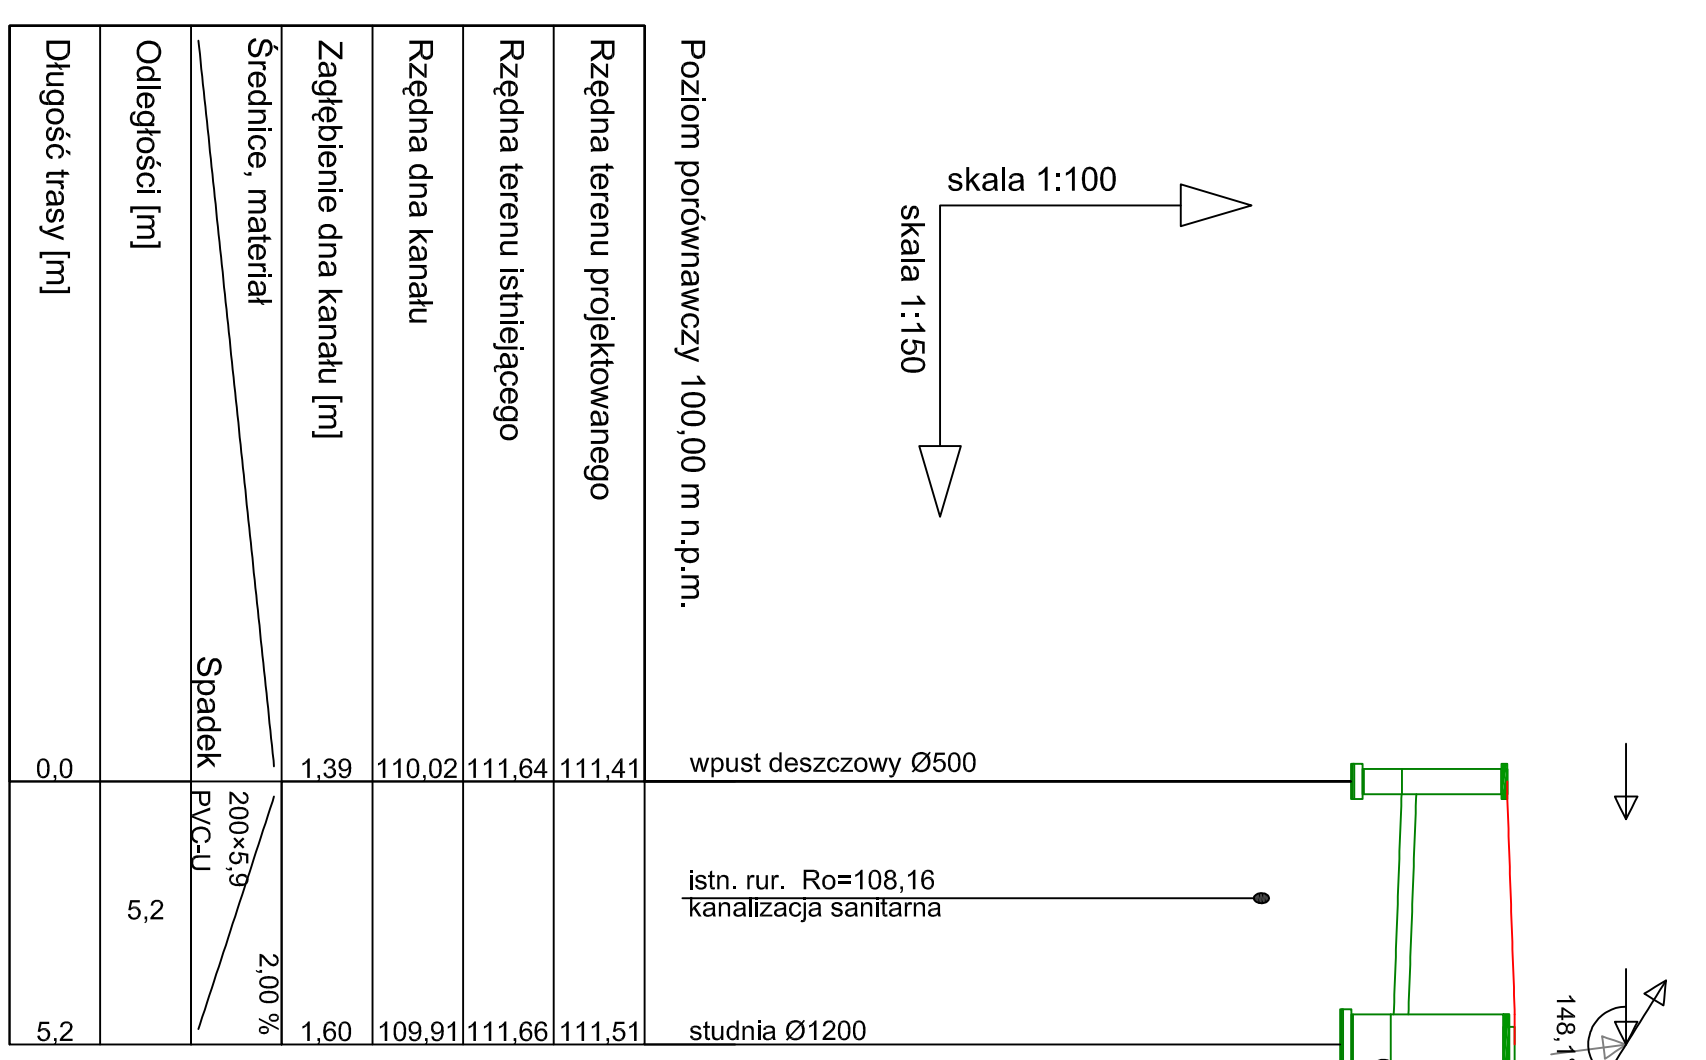 Poziom porównawczy 100,00 m n.p.m.
skala 1:100
skala 1:150
Rzędna terenu projektowanego
111,41
111,51
Rzędna terenu istniejącego
111,64
111,66
Rzędna dna kanału
110,02
109,91
Zagłębienie dna kanału [m]
1,39
1,60
Średnice, materiał
Spadek
200×5,9
PVC-U
2,00 %
Odległości [m]
5,2
Długość trasy [m]
0,0
5,2
wpust deszczowy Ø500
istn. rur. Ro=108,16
kanalizacja sanitarna
studnia Ø1200